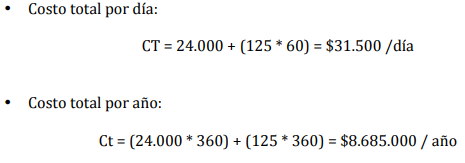 • Costo total por día:
CT = 24.000 + (125 * 60) = $31.500 /día
• Costo total por año:
Ct = (24.000 * 360) + (125 * 360) = $8.685.000 / año